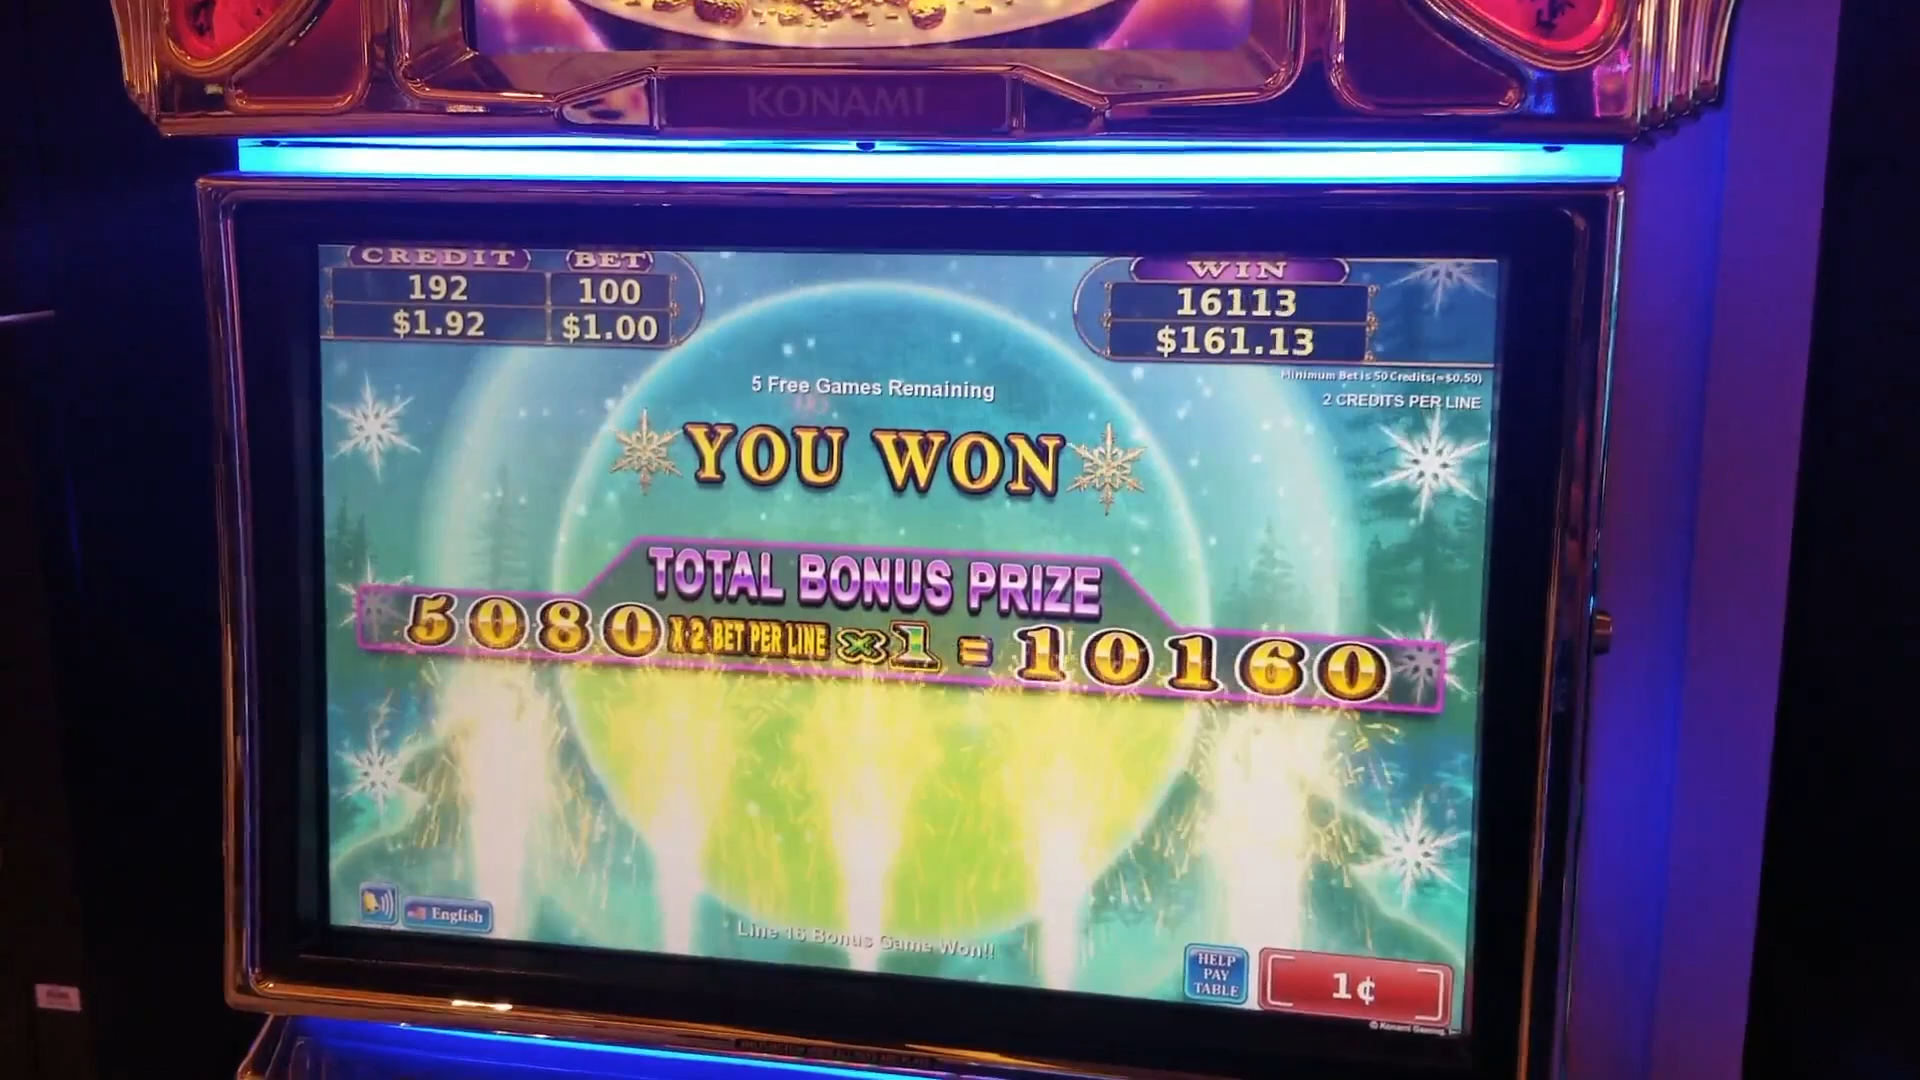 KONAMI
CREDIT
BET
WIN
192
100
16113
$1.92
$1.00
$161.13
Minimum Bet is 50 Credits(=$0.50)
5 Free Games Remaining
2 CREDITS PER LINE
YOU WON
TOTAL BONUS PRIZE
5080 X 2 BET PER LINE x1 = 10160
English
Line 16 Bonus Game Won!!
HELP
PAY
TABLE
1¢
© Konami Gaming.